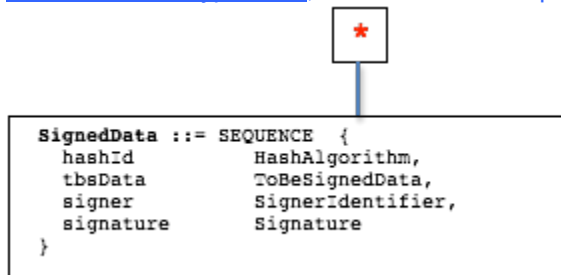 *
SignedData ::= SEQUENCE {
hashId HashAlgorithm,
tbsData ToBeSignedData,
signer SignerIdentifier,
signature Signature
}